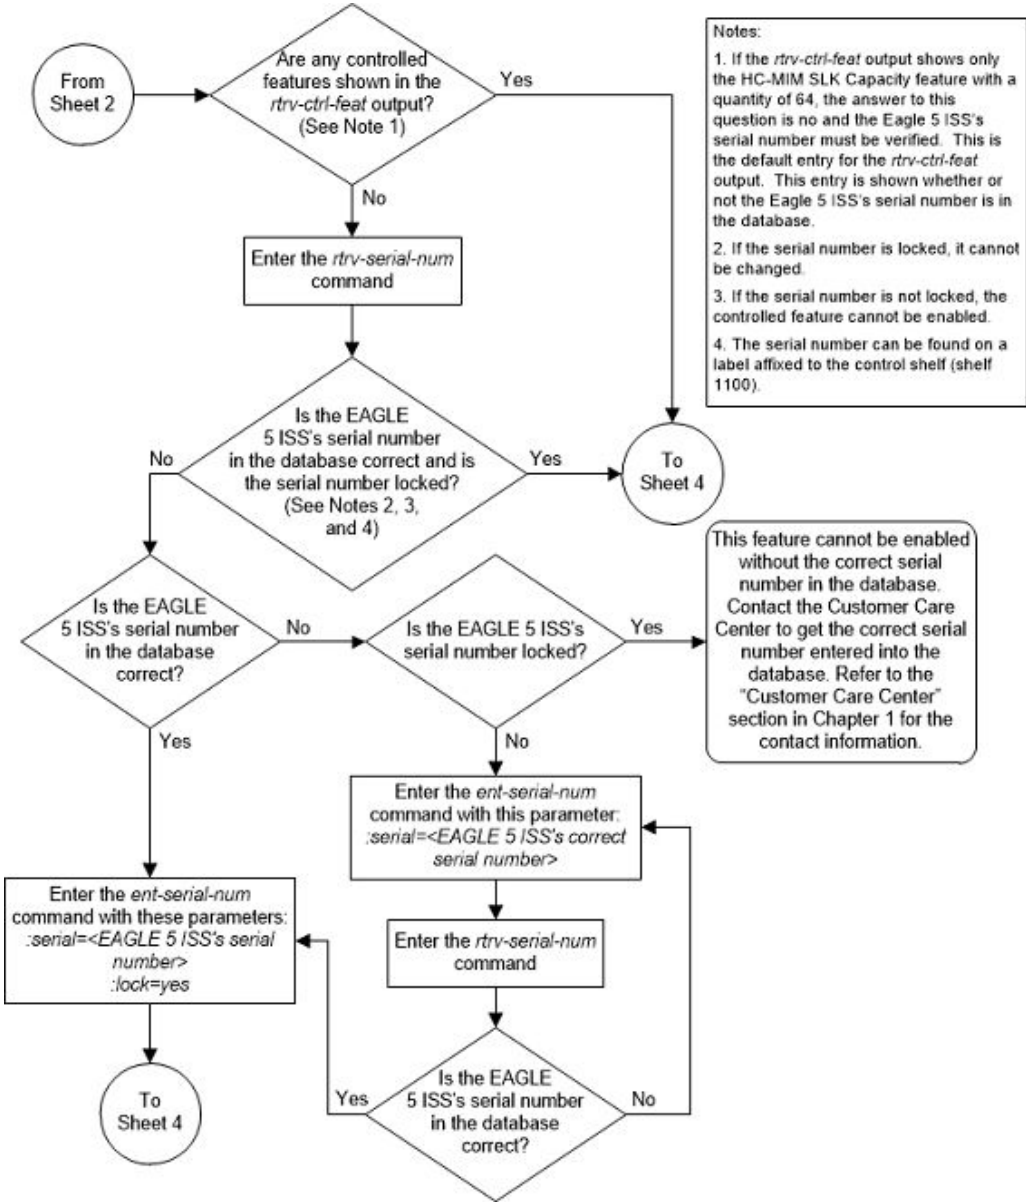 From
Sheet 2
Are any controlled
features shown in the
rtrv-ctrl-feat output?
(See Note 1)
Yes
No
Notes:
1. If the rtrv-ctrl-feat output shows only
the HC-MIM SLK Capacity feature with a
quantity of 64, the answer to this
question is no and the Eagle 5 ISS's
serial number must be verified. This is
the default entry for the rtrv-ctrl-feat
output. This entry is shown whether or
not the Eagle 5 ISS's serial number is in
the database.
2. If the serial number is locked, it cannot
be changed.
3. If the serial number is not locked, the
controlled feature cannot be enabled.
4. The serial number can be found on a
label affixed to the control shelf (shelf
1100).
Enter the rtrv-serial-num
command
Is the EAGLE
5 ISS's serial number
in the database correct and is
the serial number locked?
(See Notes 2, 3,
and 4)
No
Yes
To
Sheet 4
Is the EAGLE
5 ISS's serial number
in the database
correct?
No
Yes
Is the EAGLE 5 ISS's
serial number locked?
Yes
No
This feature cannot be enabled
without the correct serial
number in the database.
Contact the Customer Care
Center to get the correct serial
number entered into the
database. Refer to the
"Customer Care Center"
section in Chapter 1 for the
contact information.
Enter the ent-serial-num
command with this parameter:
:serial=<EAGLE 5 ISS's correct
serial number>
Enter the rtrv-serial-num
command
Enter the ent-serial-num
command with these parameters:
:serial=<EAGLE 5 ISS's serial
number>
:lock=yes
Is the EAGLE
5 ISS's serial number
in the database
correct?
Yes
No
To
Sheet 4